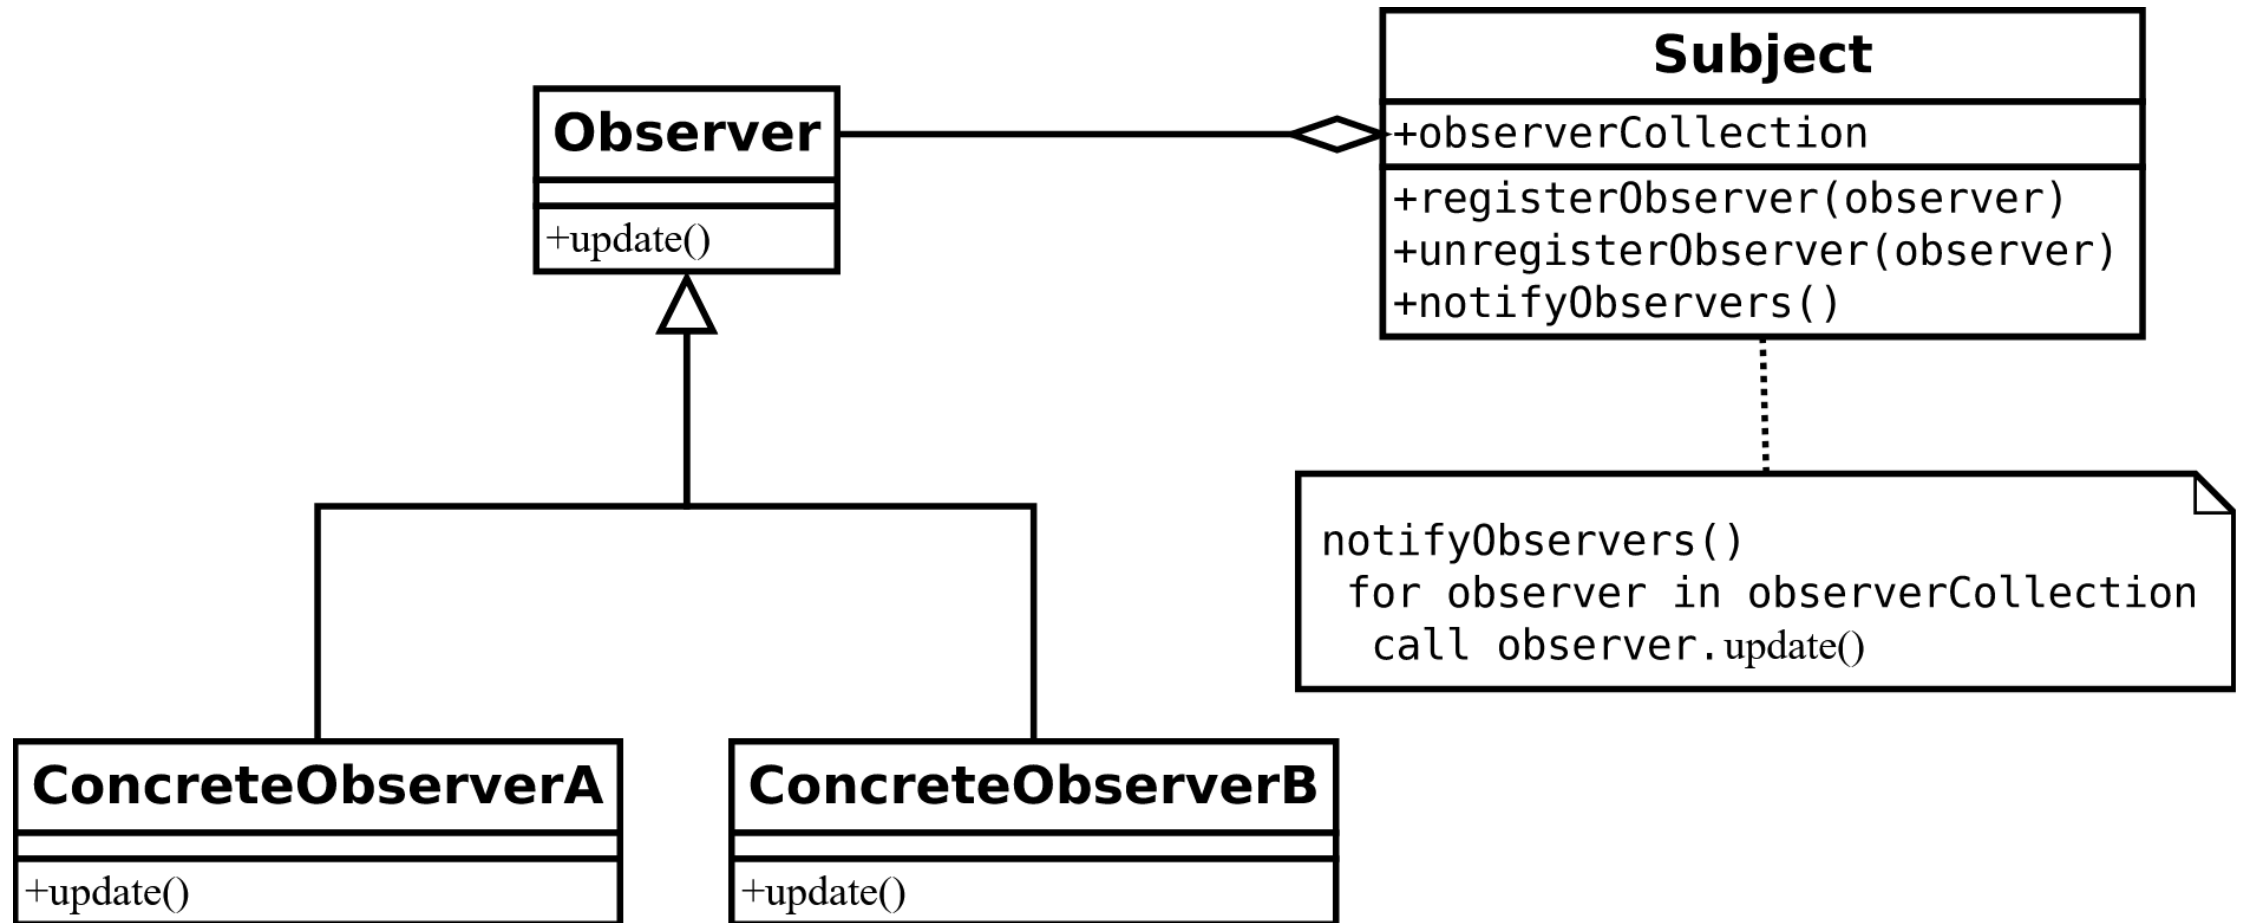 Subject
+observerCollection
+registerObserver(observer)
+unregisterObserver(observer)
+notifyObservers()
Observer
+update()
notifyObservers()
for observer in observerCollection
call observer.update()
ConcreteObserverA
+update()
ConcreteObserverB
+update()